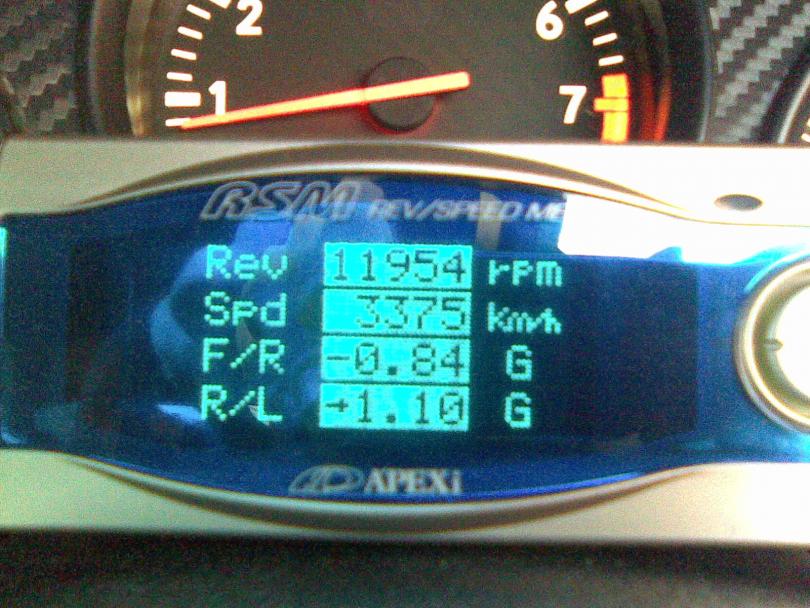 2 6
1 7
RSM REV/SPEED ME
Rev 11954 rpm
Spd 3375 km/h
F/R -0.84 G
R/L +1.10 G
APEXi